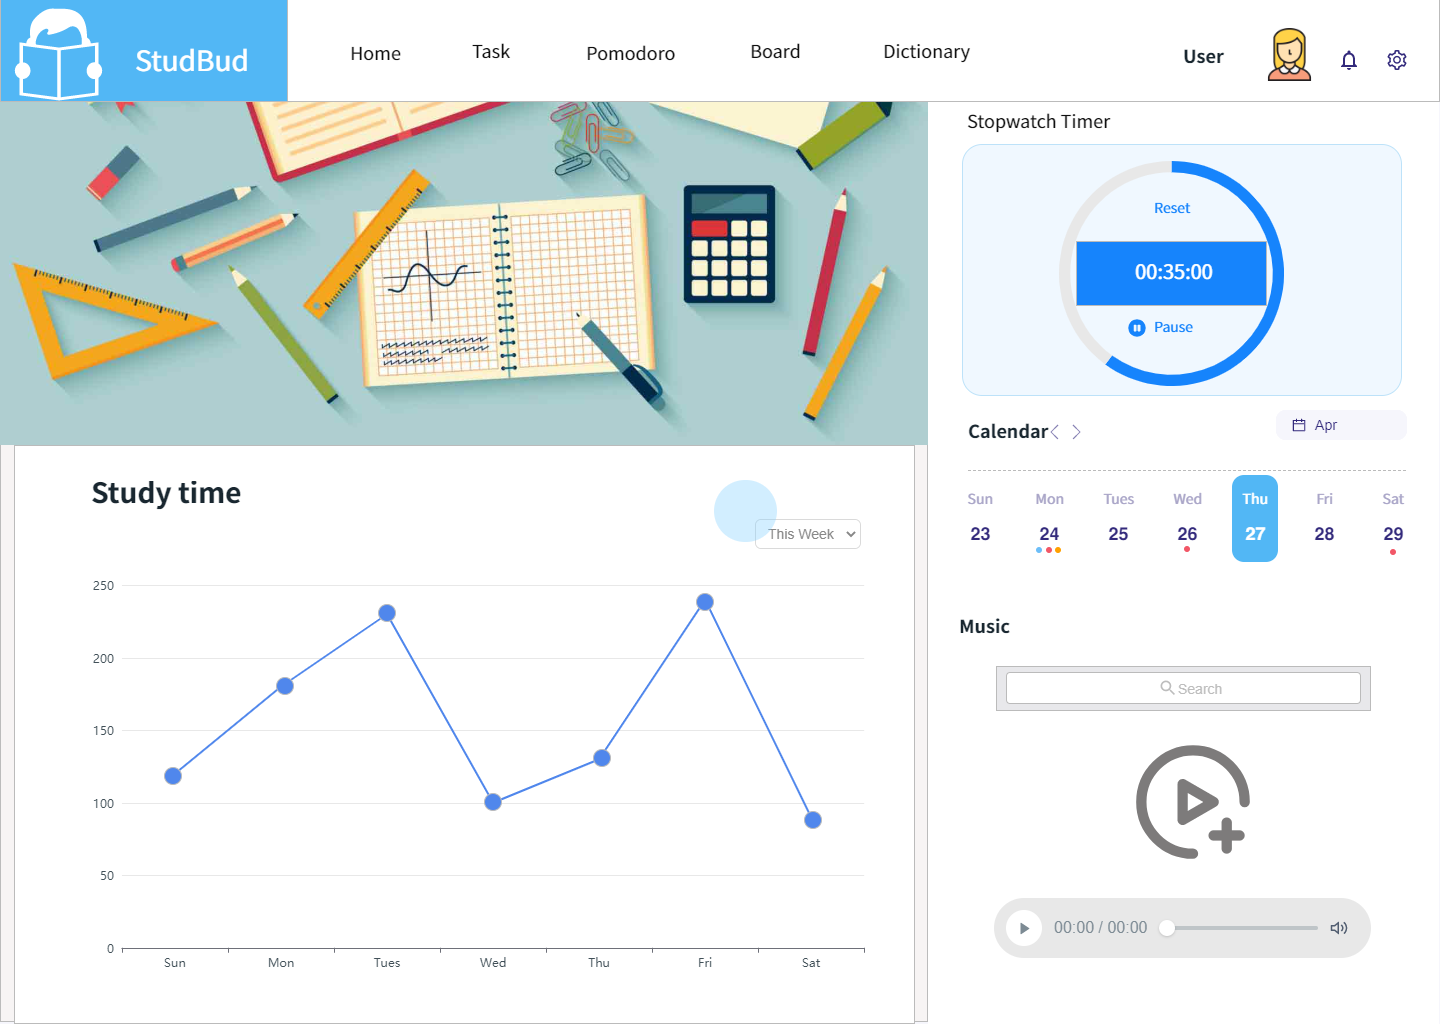 StudBud
Home
Task
Pomodoro
Board
Dictionary
User
Stopwatch Timer
Reset
00:35:00
Pause
Calendar
Apr
Sun Mon Tues Wed Thu Fri Sat
23 24 25 26 27 28 29
Study time
This Week
250
200
150
100
50
0
Sun Mon Tues Wed Thu Fri Sat
Music
Search
00:00 / 00:00